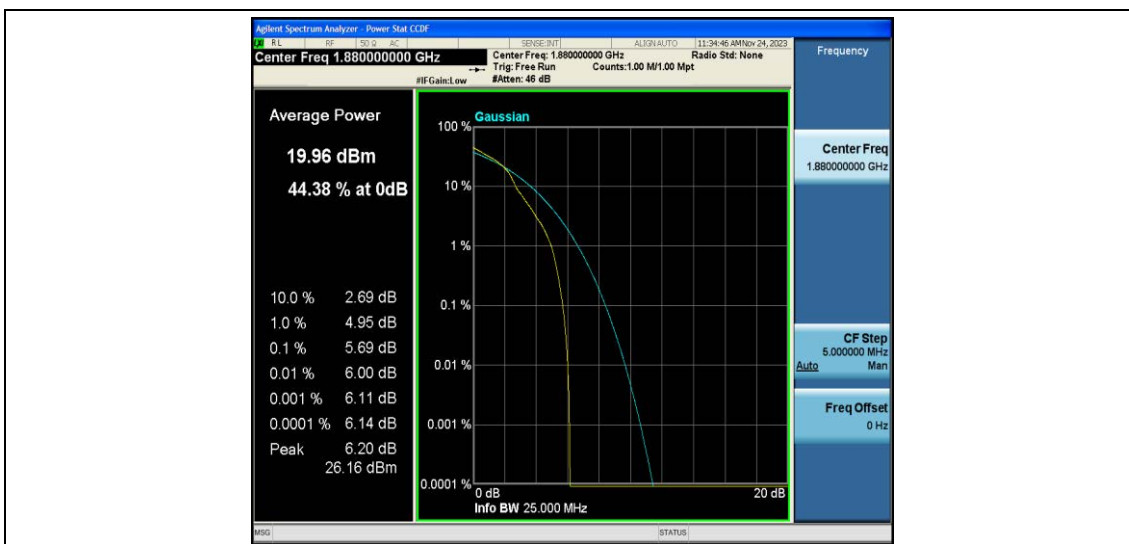 Agilent Spectrum Analyzer - Power Stat CCDF
RL RF 50 Ω AC SENSE:INT ALIGN AUTO 11:34:46 AM Nov 24, 2023
Center Freq 1.880000000 GHz
Center Freq: 1.880000000 GHz Radio Std: None
Trig: Free Run Counts:1.00 M/1.00 Mpt
#IFGain:Low #Atten: 46 dB
Frequency
Average Power
19.96 dBm
44.38 % at 0dB
10.0 % 2.69 dB
1.0 % 4.95 dB
0.1 % 5.69 dB
0.01 % 6.00 dB
0.001 % 6.11 dB
0.0001 % 6.14 dB
Peak 6.20 dB
26.16 dBm
Gaussian
100 %
10 %
1 %
0.1 %
0.01 %
0.001 %
0.0001 %
0 dB 20 dB
Info BW 25.000 MHz
Center Freq
1.880000000 GHz
CF Step
5.000000 MHz
Auto Man
Freq Offset
0 Hz
MSG STATUS